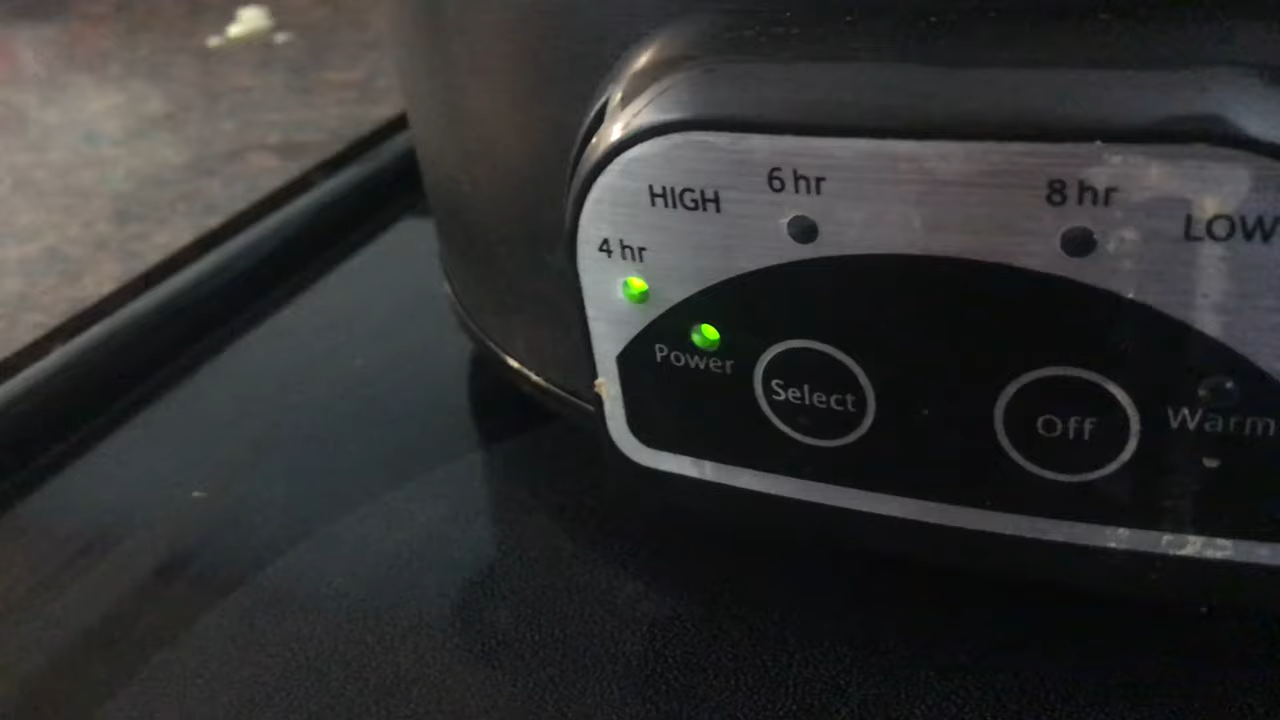 HIGH
6 hr
8 hr
LOW
4 hr
Power
Select
Off
Warm